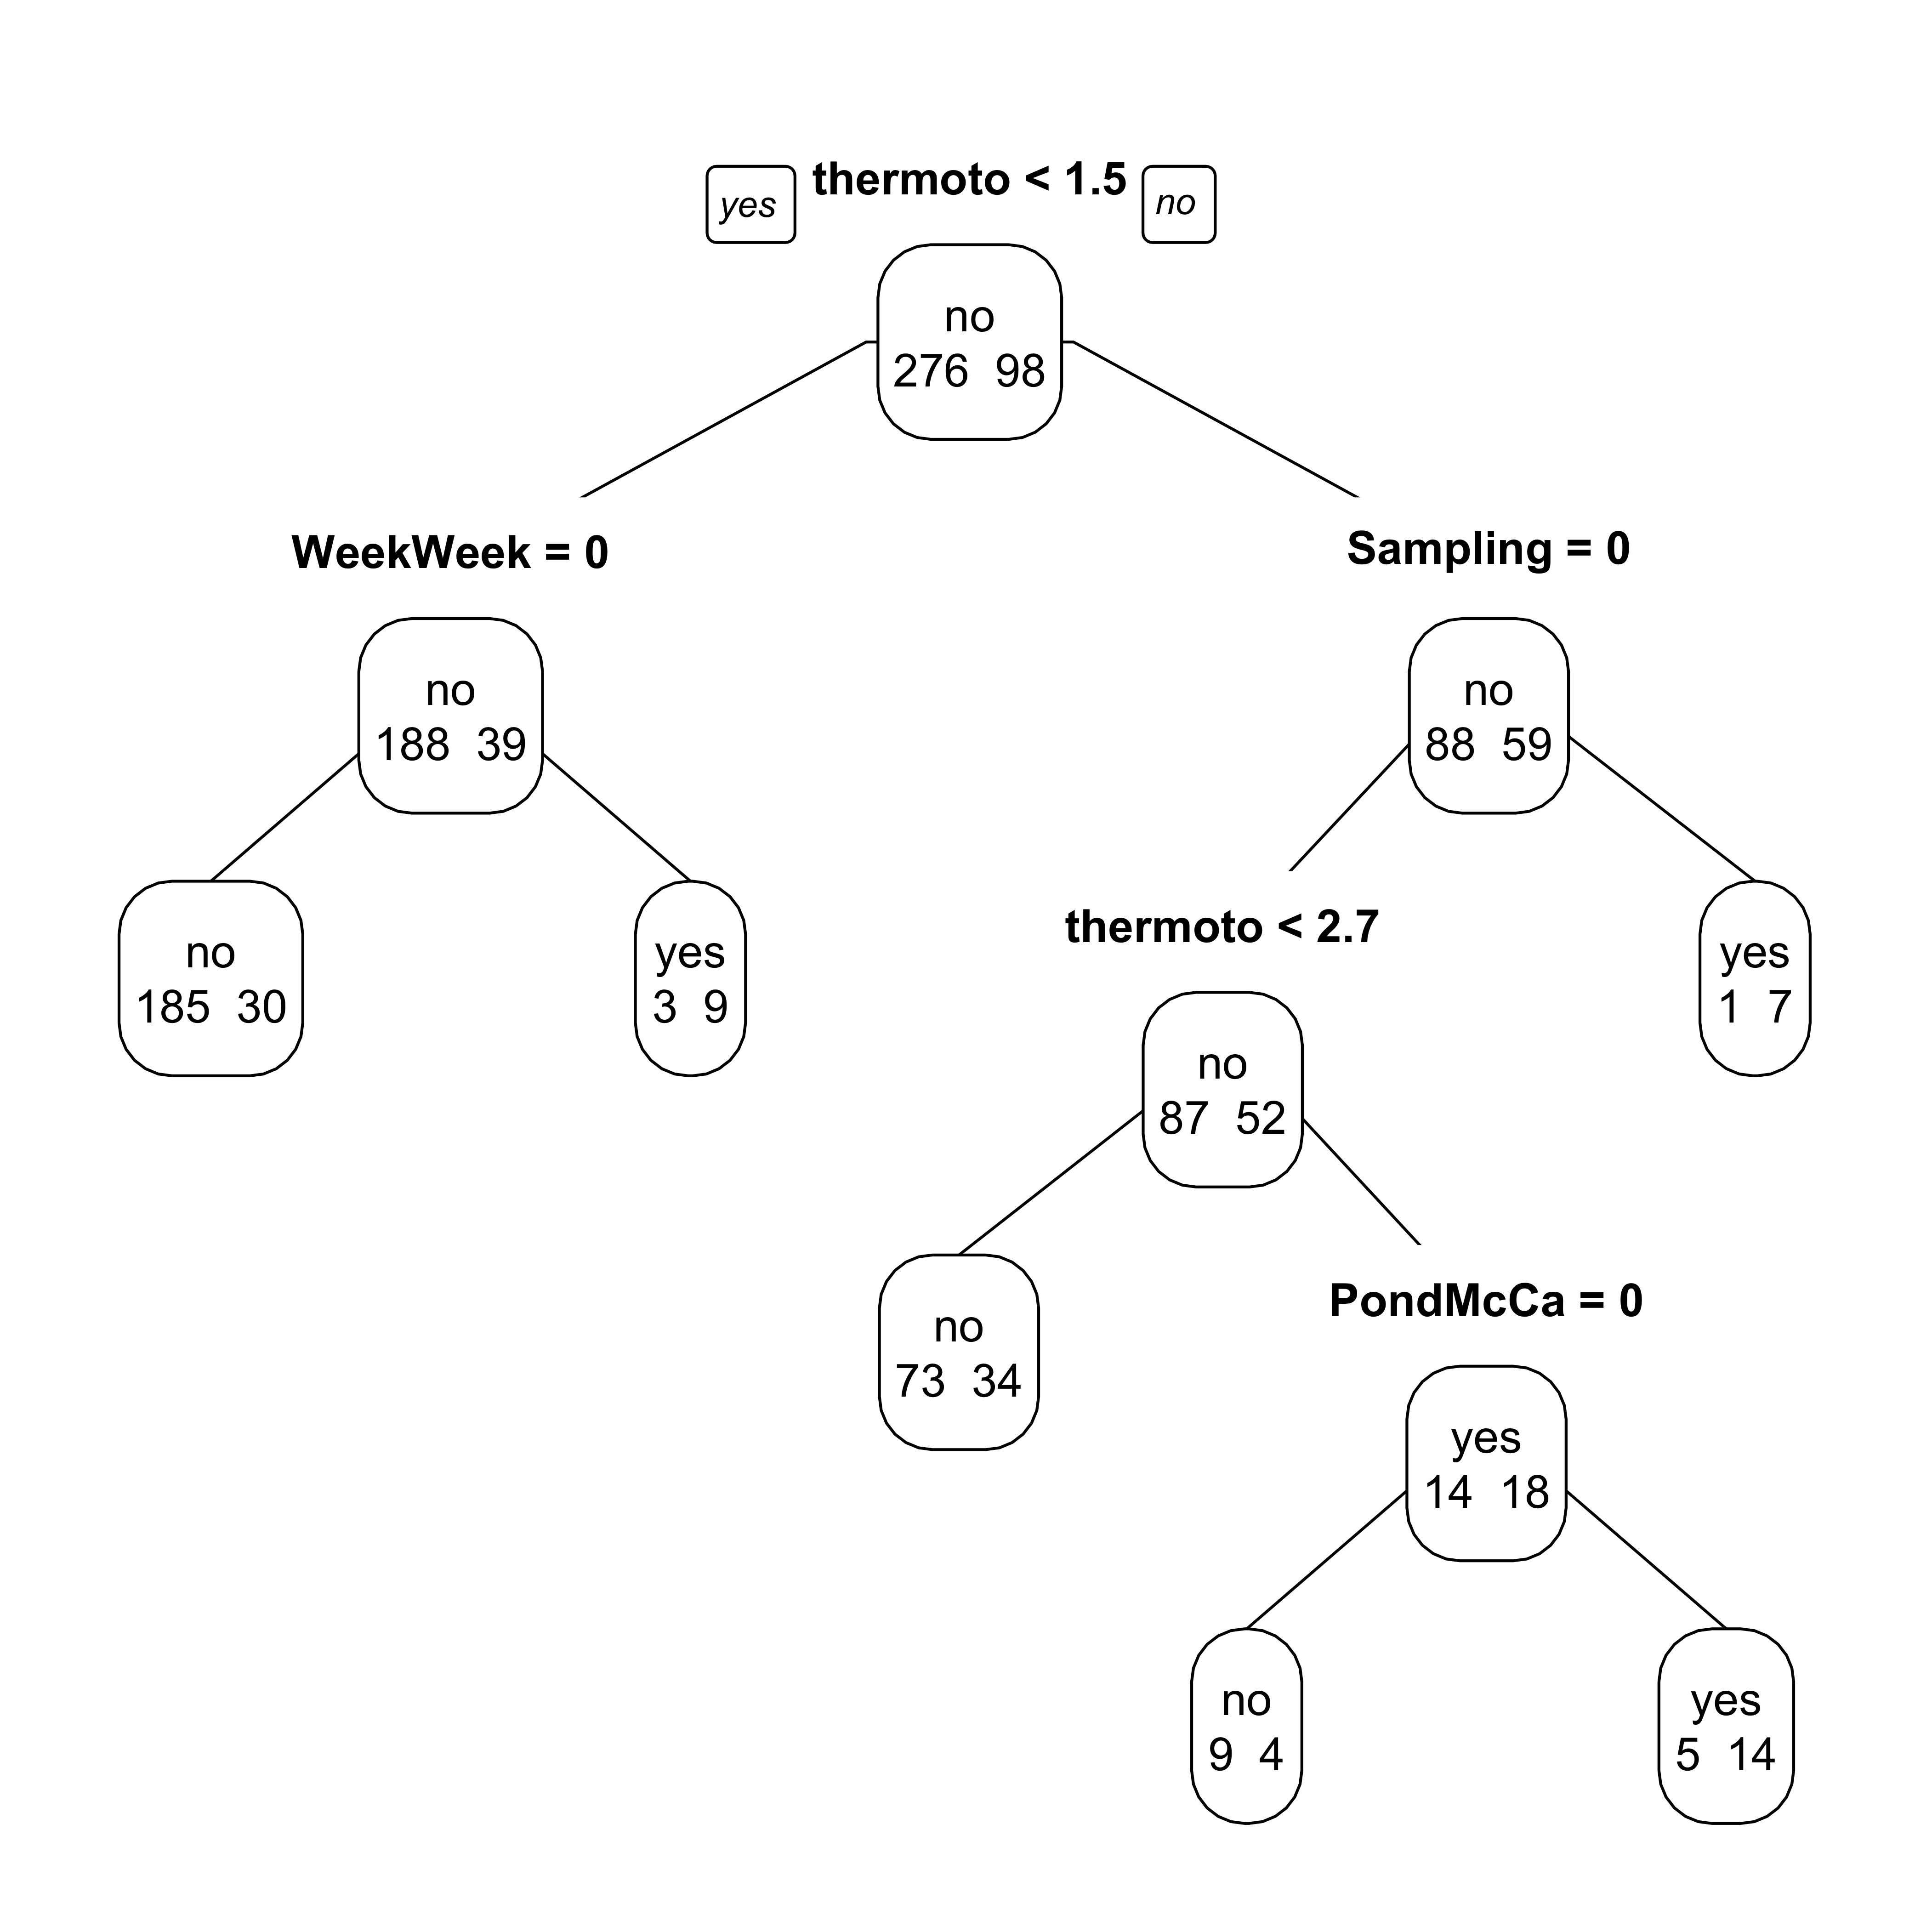 thermoto < 1.5
yes
no
no
276 98
WeekWeek = 0
Sampling = 0
no
188 39
no
88 59
no
185 30
yes
3 9
thermoto < 2.7
yes
1 7
no
87 52
no
73 34
PondMcCa = 0
yes
14 18
no
9 4
yes
5 14